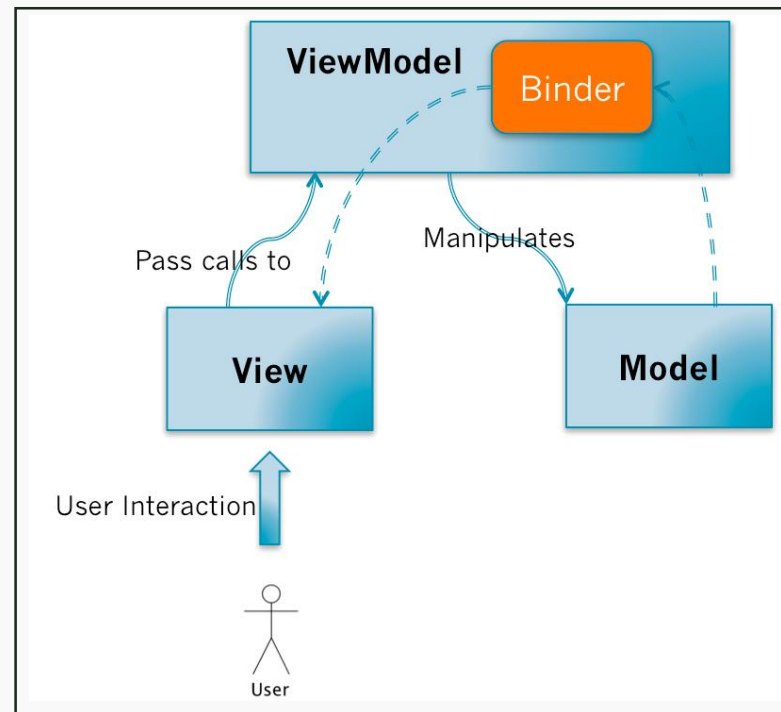 ViewModel
Binder
Pass calls to
Manipulates
View
Model
User Interaction
User